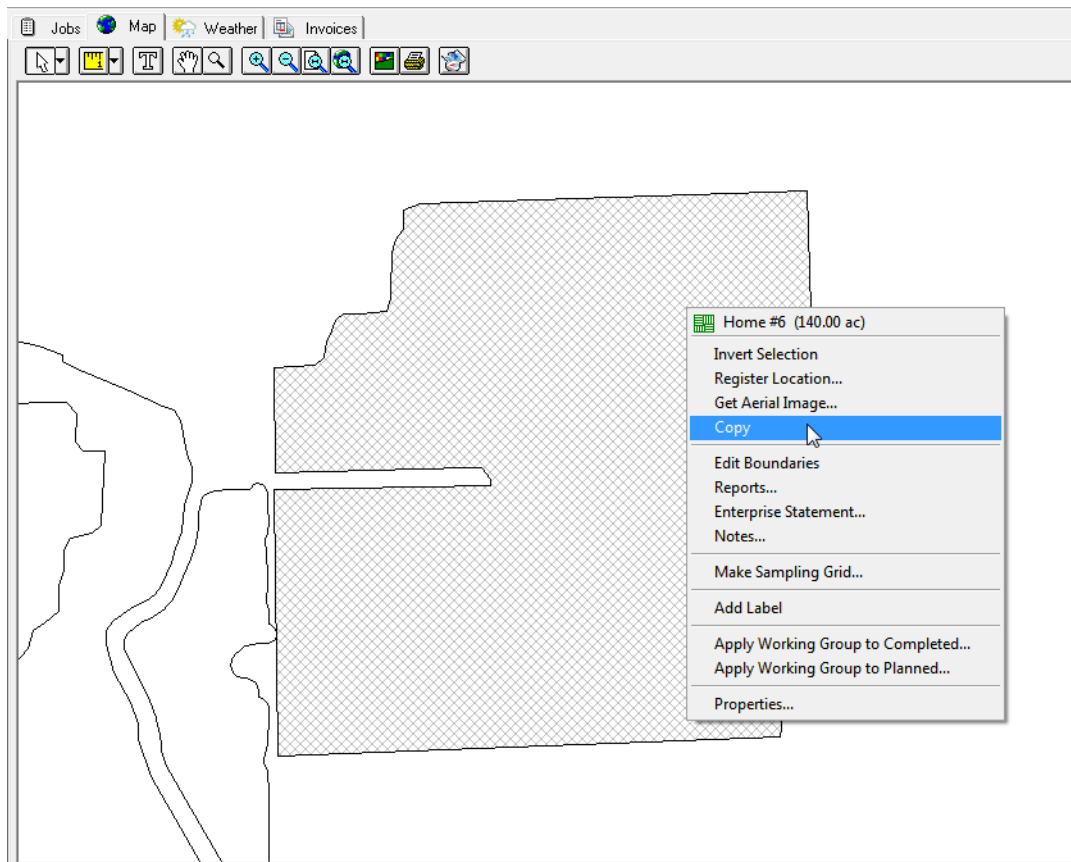 Jobs
Map
Weather
Invoices
T
Home #6 (140.00 ac)
Invert Selection
Register Location...
Get Aerial Image...
Copy
Edit Boundaries
Reports...
Enterprise Statement...
Notes...
Make Sampling Grid...
Add Label
Apply Working Group to Completed...
Apply Working Group to Planned...
Properties...